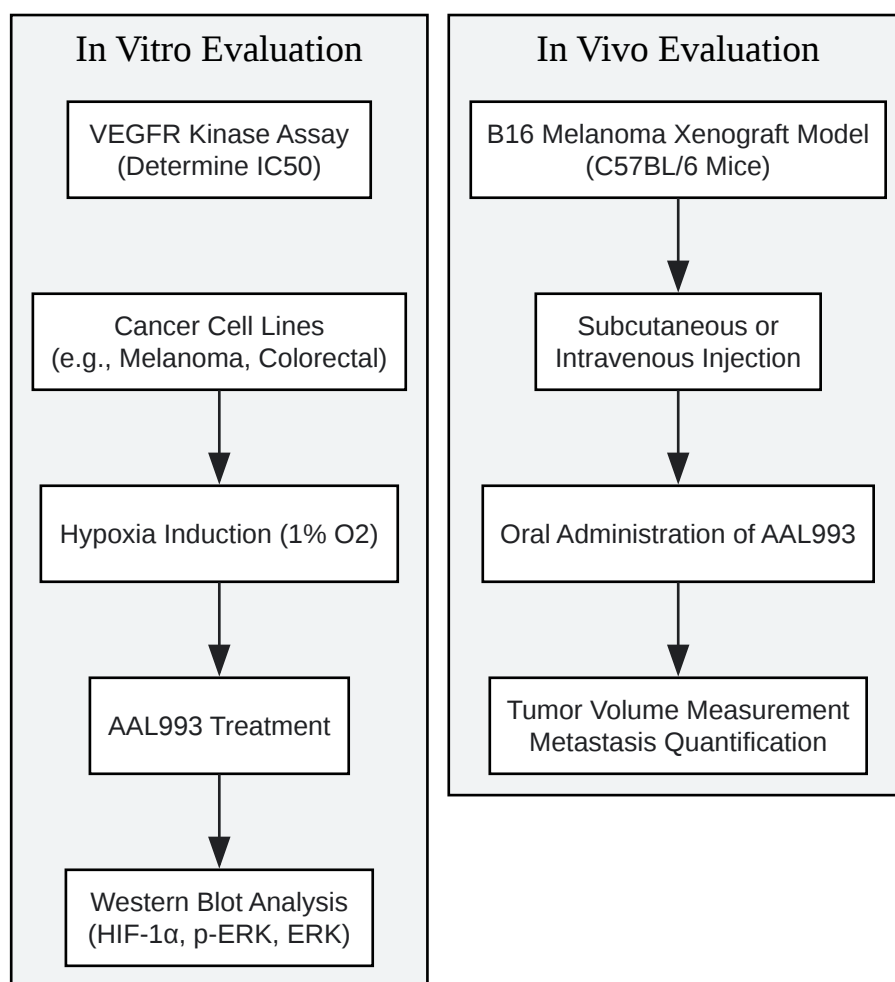 In Vitro Evaluation
VEGFR Kinase Assay
(Determine IC50)
Cancer Cell Lines
(e.g., Melanoma, Colorectal)
Hypoxia Induction (1% O2)
AAL993 Treatment
Western Blot Analysis
(HIF-1α, p-ERK, ERK)
In Vivo Evaluation
B16 Melanoma Xenograft Model
(C57BL/6 Mice)
Subcutaneous or
Intravenous Injection
Oral Administration of AAL993
Tumor Volume Measurement
Metastasis Quantification